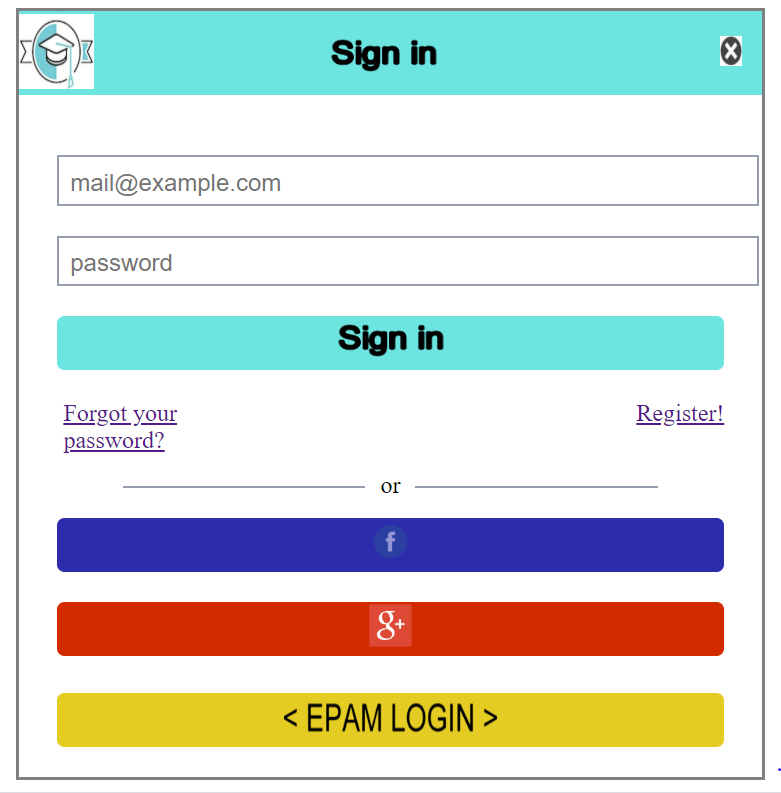 Sign in
mail@example.com
password
Sign in
Forgot your
password?
Register!
or
f
g+
< EPAM LOGIN >